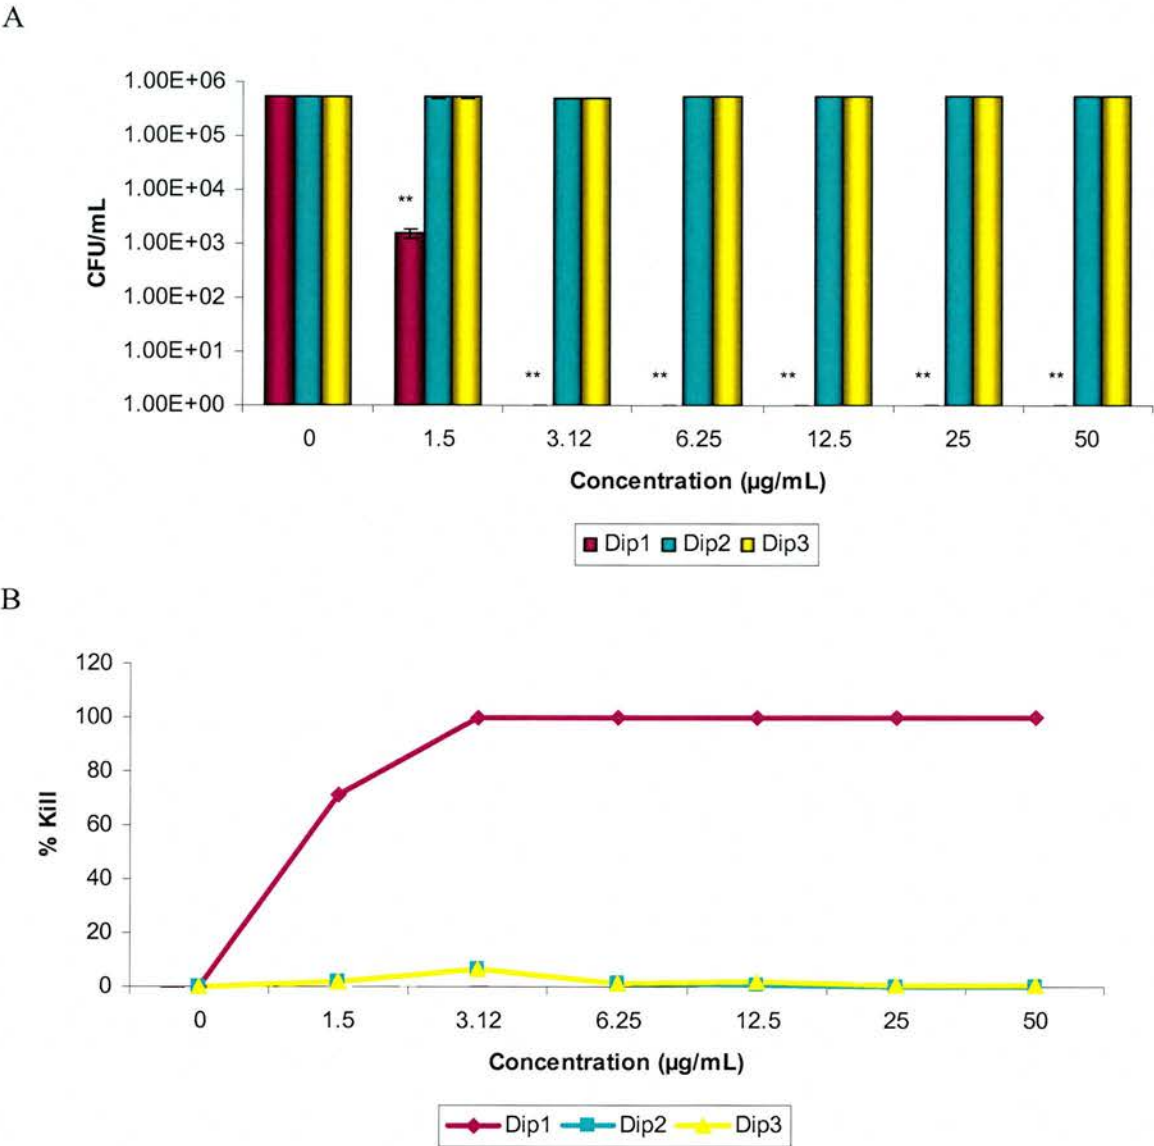 A
1.00E+06
1.00E+05
1.00E+04
1.00E+03
1.00E+02
1.00E+01
1.00E+00
CFU/mL
**
** ** ** ** **
0 1.5 3.12 6.25 12.5 25 50
Concentration (µg/mL)
Dip1 Dip2 Dip3
B
120
100
80
60
40
20
0
% Kill
0 1.5 3.12 6.25 12.5 25 50
Concentration (µg/mL)
Dip1 Dip2 Dip3